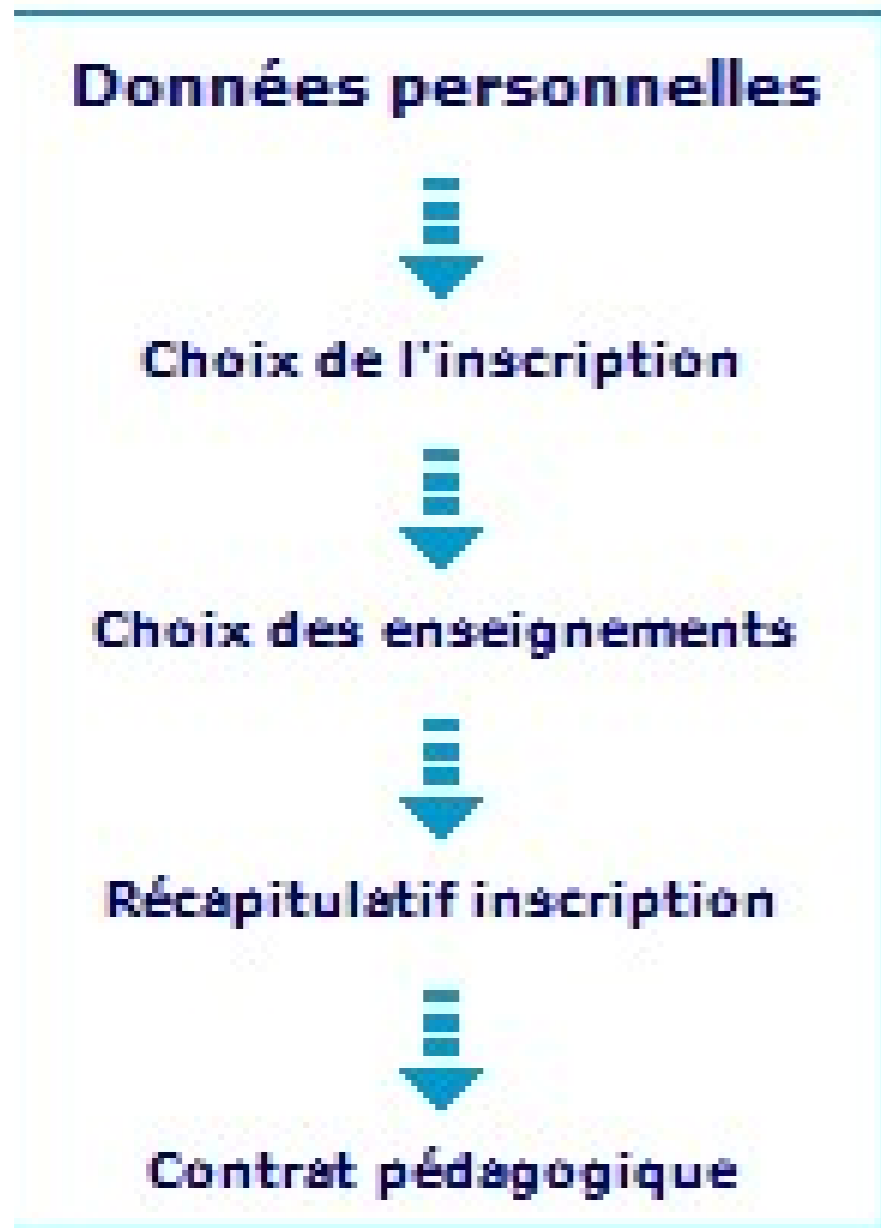 Données personnelles
Choix de l'inscription
Choix des enseignements
Récapitulatif inscription
Contrat pédagogique